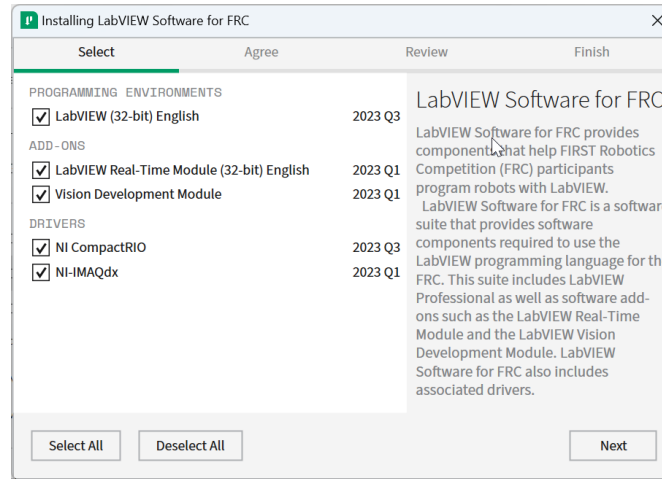 Installing LabVIEW Software for FRC
Select Agree Review Finish
PROGRAMMING ENVIRONMENTS
LabVIEW (32-bit) English 2023 Q3
ADD-ONS
LabVIEW Real-Time Module (32-bit) English 2023 Q1
Vision Development Module 2023 Q1
DRIVERS
NI CompactRIO 2023 Q3
NI-IMAQdx 2023 Q1
LabVIEW Software for FRC
LabVIEW Software for FRC provides
components that help FIRST Robotics
Competition (FRC) participants
program robots with LabVIEW.
LabVIEW Software for FRC is a softwar
suite that provides software
components required to use the
LabVIEW programming language for th
FRC. This suite includes LabVIEW
Professional as well as software add-
ons such as the LabVIEW Real-Time
Module and the LabVIEW Vision
Development Module. LabVIEW
Software for FRC also includes
associated drivers.
Select All Deselect All Next